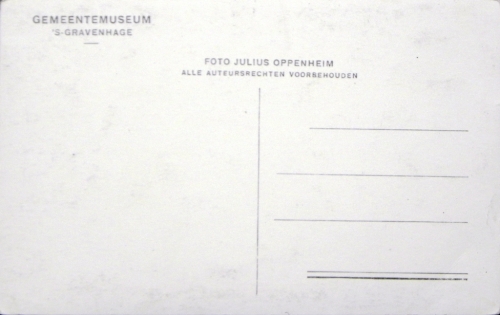 GEMEENTEMUSEUM
'S-GRAVENHAGE
FOTO JULIUS OPPENHEIM
ALLE AUTEURSRECHTEN VOORBEHOUDEN